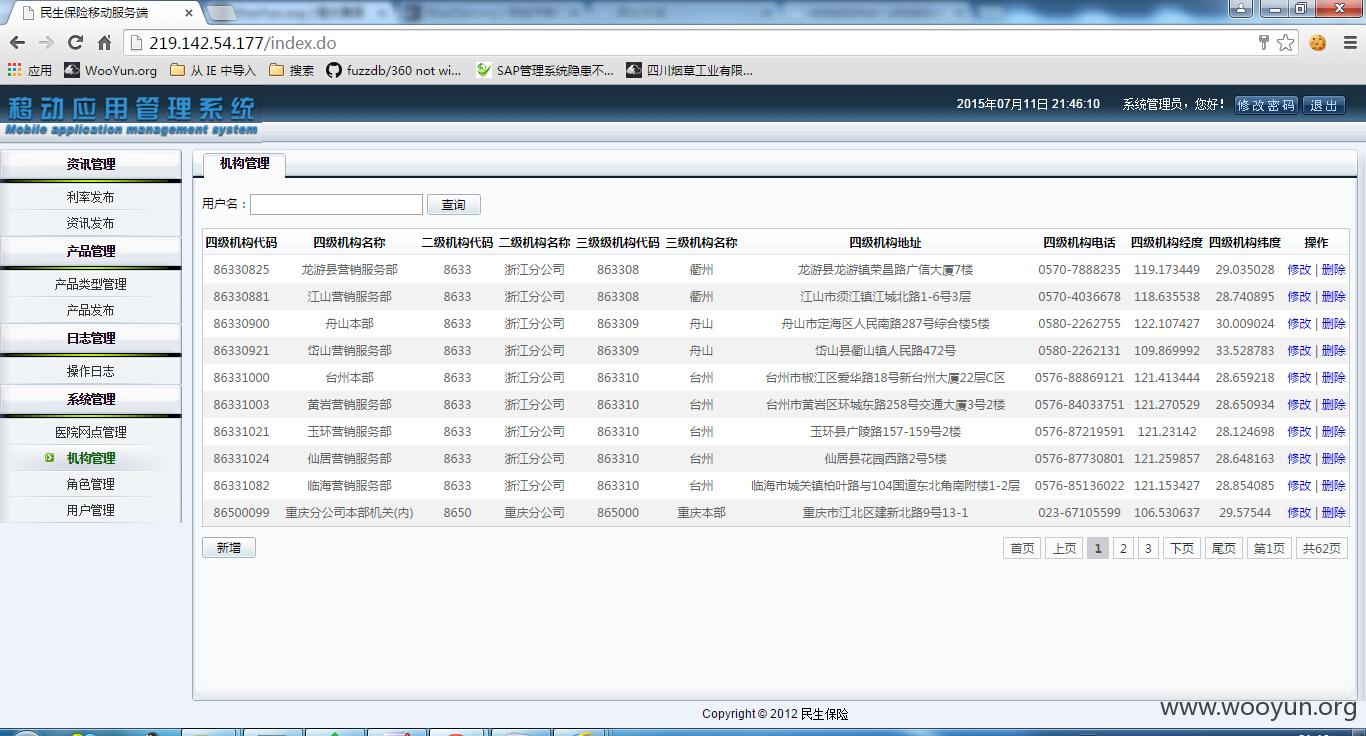 民生保险移动服务端
219.142.54.177/index.do
应用 WooYun.org 从 IE 中导入 搜索 fuzzdb/360 not wi... SAP管理系统隐患不... 四川烟草工业有限...
移动应用管理系统
Mobile application management system
2015年07月11日 21:46:10 系统管理员，您好！ 修改密码 退出
资讯管理
利率发布
资讯发布
产品管理
产品类型管理
产品发布
日志管理
操作日志
系统管理
医院网点管理
机构管理
角色管理
用户管理
机构管理
用户名： 查询
四级机构代码 四级机构名称 二级机构代码 二级机构名称 三级级机构代码 三级机构名称 四级机构地址 四级机构电话 四级机构经度 四级机构纬度 操作
86330825 龙游县营销服务部 8633 浙江分公司 863308 衢州 龙游县龙游镇荣昌路广信大厦7楼 0570-7888235 119.173449 29.035028 修改 | 删除
86330881 江山营销服务部 8633 浙江分公司 863308 衢州 江山市须江镇江城北路1-6号3层 0570-4036678 118.635538 28.740895 修改 | 删除
86330900 舟山本部 8633 浙江分公司 863309 舟山 舟山市定海区人民南路287号综合楼5楼 0580-2262755 122.107427 30.009024 修改 | 删除
86330921 岱山营销服务部 8633 浙江分公司 863309 舟山 岱山县衢山镇人民路472号 0580-2262131 109.869992 33.528783 修改 | 删除
86331000 台州本部 8633 浙江分公司 863310 台州 台州市椒江区爱华路18号新台州大厦22层C区 0576-88869121 121.413444 28.659218 修改 | 删除
86331003 黄岩营销服务部 8633 浙江分公司 863310 台州 台州市黄岩区环城东路258号交通大厦3号2楼 0576-84033751 121.270529 28.650934 修改 | 删除
86331021 玉环营销服务部 8633 浙江分公司 863310 台州 玉环县广陵路157-159号2楼 0576-87219591 121.23142 28.124698 修改 | 删除
86331024 仙居营销服务部 8633 浙江分公司 863310 台州 仙居县花园西路2号5楼 0576-87730801 121.259857 28.648163 修改 | 删除
86331082 临海营销服务部 8633 浙江分公司 863310 台州 临海市城关镇柏叶路与104国道东北角南附楼1-2层 0576-85136022 121.153427 28.854085 修改 | 删除
86500099 重庆分公司本部机关(内) 8650 重庆分公司 865000 重庆本部 重庆市江北区建新北路9号13-1 023-67105599 106.530637 29.57544 修改 | 删除
新增 首页 上页 1 2 3 下页 尾页 第1页 共62页
Copyright © 2012 民生保险
www.wooyun.org